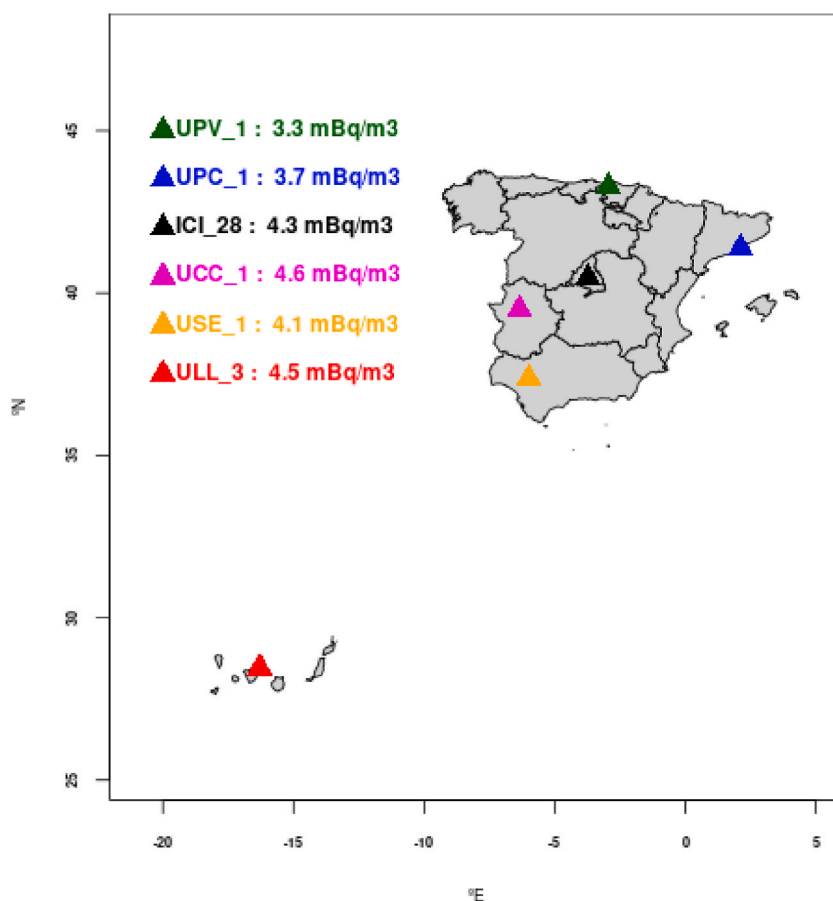 45
UPV_1 : 3.3 mBq/m3
UPC_1 : 3.7 mBq/m3
ICI_28 : 4.3 mBq/m3
40
UCC_1 : 4.6 mBq/m3
USE_1 : 4.1 mBq/m3
ULL_3 : 4.5 mBq/m3
ºN
35
30
25
-20 -15 -10 -5 0 5
ºE